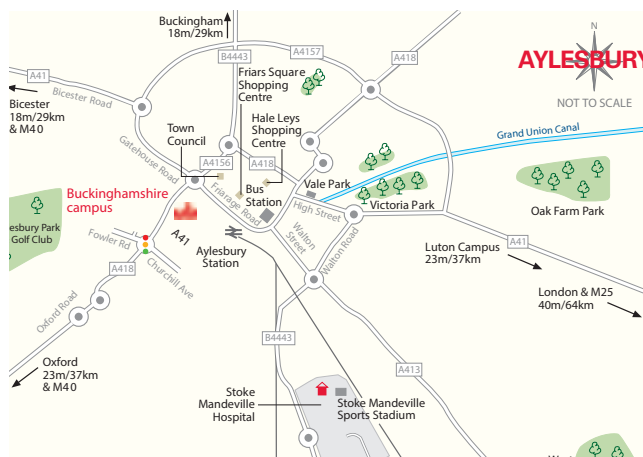 Buckingham
18m/29km
N
AYLESBURY
NOT TO SCALE
A4157
A418
B4443
A41
Bicester Road
Bicester
18m/29km
& M40
Friars Square
Shopping
Centre
Hale Leys
Shopping
Centre
Town
Council
Gatehouse Road
A4156
A418
Grand Union Canal
Vale Park
Bus
Station
Friarage Road
High Street
Victoria Park
Oak Farm Park
Buckinghamshire
campus
esbury Park
Golf Club
Fowler Rd
A41
Aylesbury
Station
Walton
Street
Walton Road
A41
Luton Campus
23m/37km
A418
Churchill Ave
Oxford Road
London & M25
40m/64km
B4443
A413
Oxford
23m/37km
& M40
Stoke
Mandeville
Hospital
Stoke Mandeville
Sports Stadium